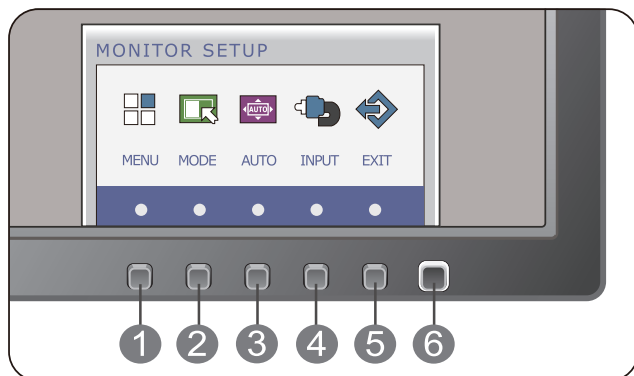 MONITOR SETUP
AUTO
MENU MODE AUTO INPUT EXIT
1 2 3 4 5 6